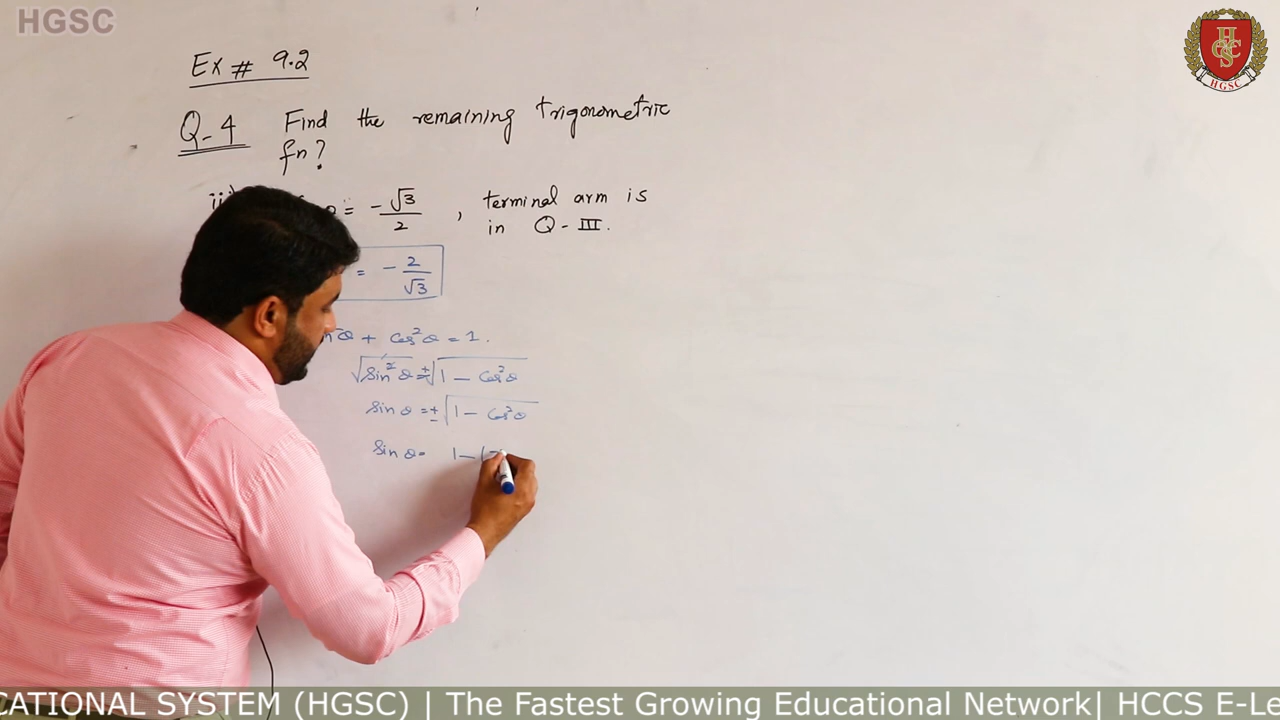 HGSC
Ex # 9.2
Q-4 Find the remaining trigonometric
fn?
= -√3/2 , terminal arm is
in Q-III.
= -2/√3
θ + cos²θ = 1.
√sin²θ = ±√1 - cos²θ
sin θ = ±√1 - cos²θ
sin θ = 1 - (
HGSC
CATIONAL SYSTEM (HGSC) | The Fastest Growing Educational Network| HCCS E-Le